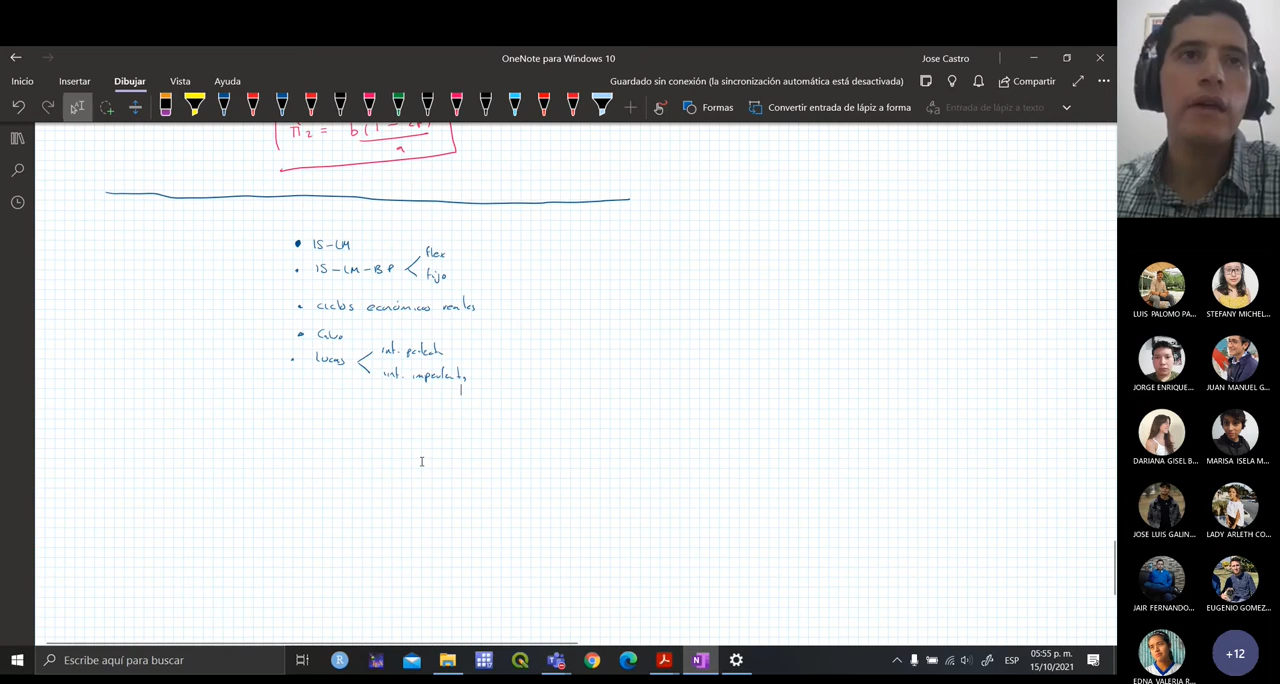 OneNote para Windows 10
Jose Castro
Inicio Insertar Dibujar Vista Ayuda
Guardado sin conexión (la sincronización automática está desactivada) Compartir
Formas Convertir entrada de lápiz a forma Entrada de lápiz a texto
π2 = b(1 -
a
• IS-LM
• IS-LM-BP < flex
fijo
• ciclos económicos reales
• Calvo
• Lucas < inf. perfecta
inf. imperfecta
LUIS PALOMO PA... STEFANY MICHEL...
JORGE ENRIQUE... JUAN MANUEL G...
DARIANA GISEL B... MARISA ISELA M...
JOSE LUIS GALIN... LADY ARLETH CO...
JAIR FERNANDO... EUGENIO GOMEZ...
EDNA VALERIA R...
+12
Escribe aquí para buscar
ESP
05:55 p. m.
15/10/2021